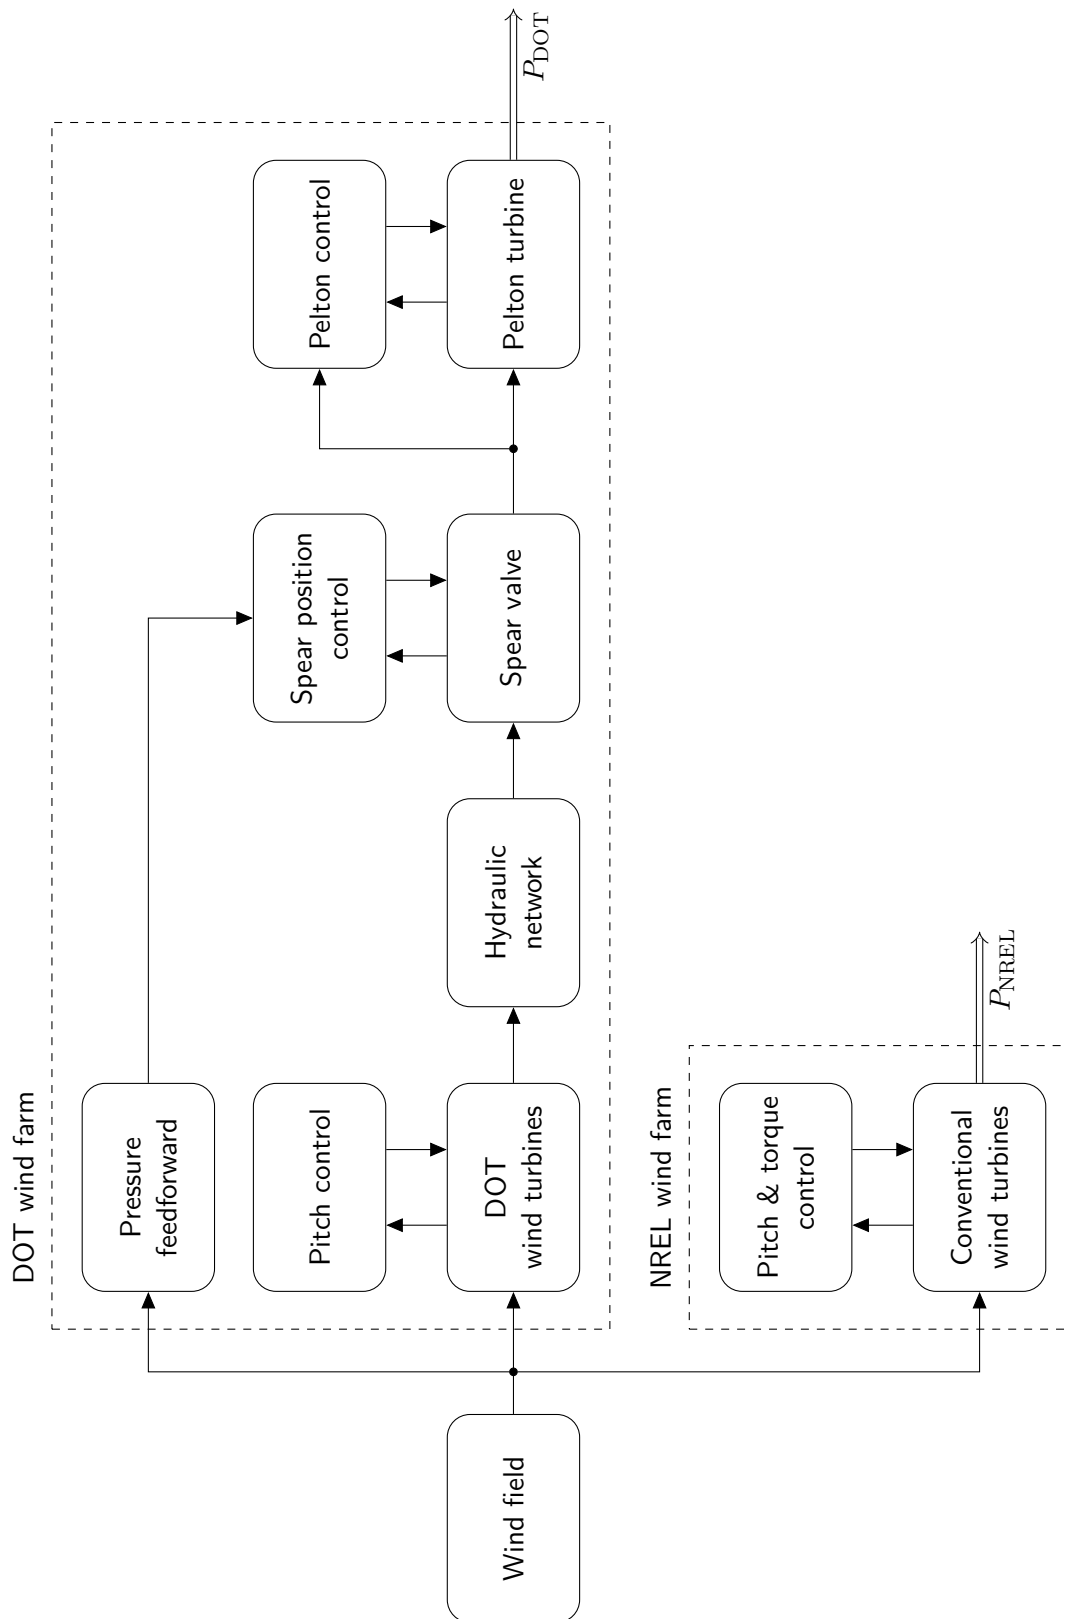 DOT wind farm
Pressure
feedforward
Pitch control
Spear position
control
Pelton control
Wind field
DOT
wind turbines
Hydraulic
network
Spear valve
Pelton turbine
P_DOT
NREL wind farm
Pitch & torque
control
Conventional
wind turbines
P_NREL